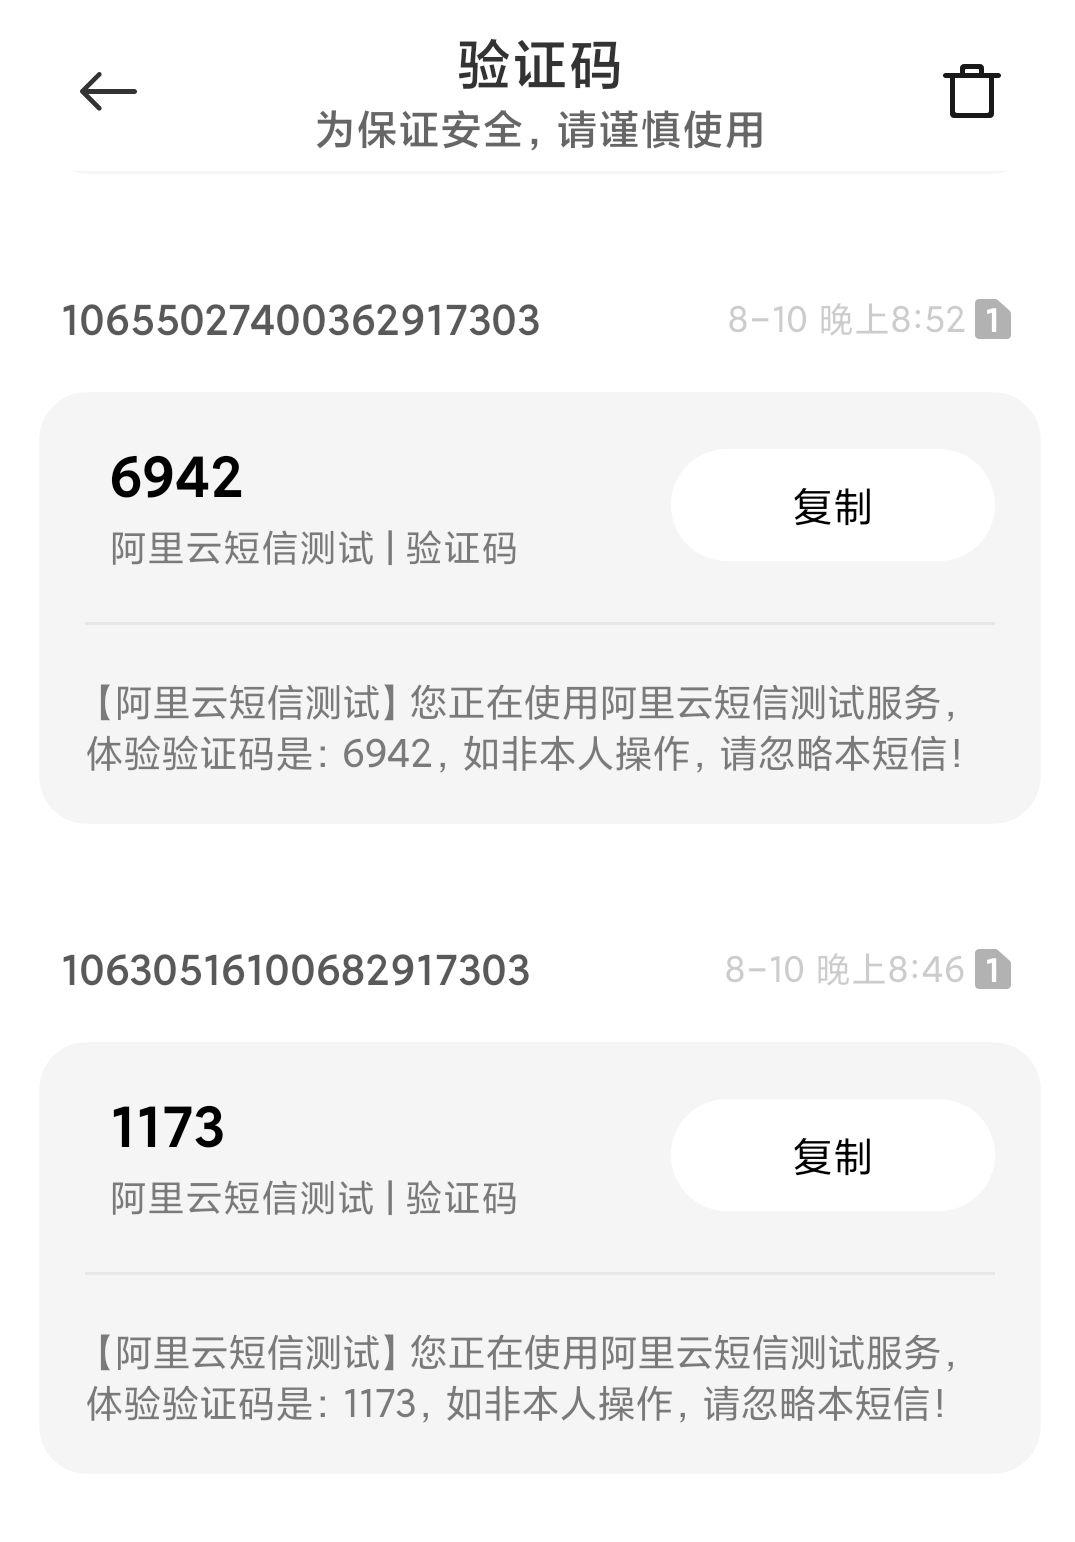 验证码
为保证安全，请谨慎使用
10655027400362917303
8-10 晚上8:52 1
6942
复制
阿里云短信测试 | 验证码
【阿里云短信测试】您正在使用阿里云短信测试服务，
体验验证码是：6942，如非本人操作，请忽略本短信！
10630516100682917303
8-10 晚上8:46 1
1173
复制
阿里云短信测试 | 验证码
【阿里云短信测试】您正在使用阿里云短信测试服务，
体验验证码是：1173，如非本人操作，请忽略本短信！